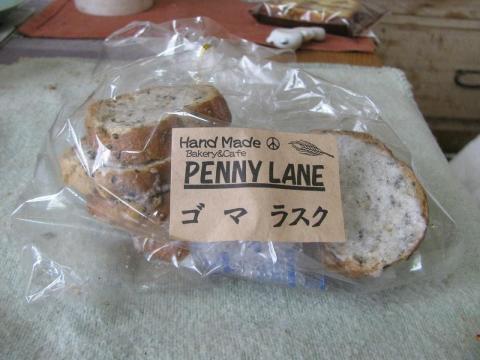 Hand Made ☮
Bakery&Cafe
PENNY LANE
ゴマ ラスク